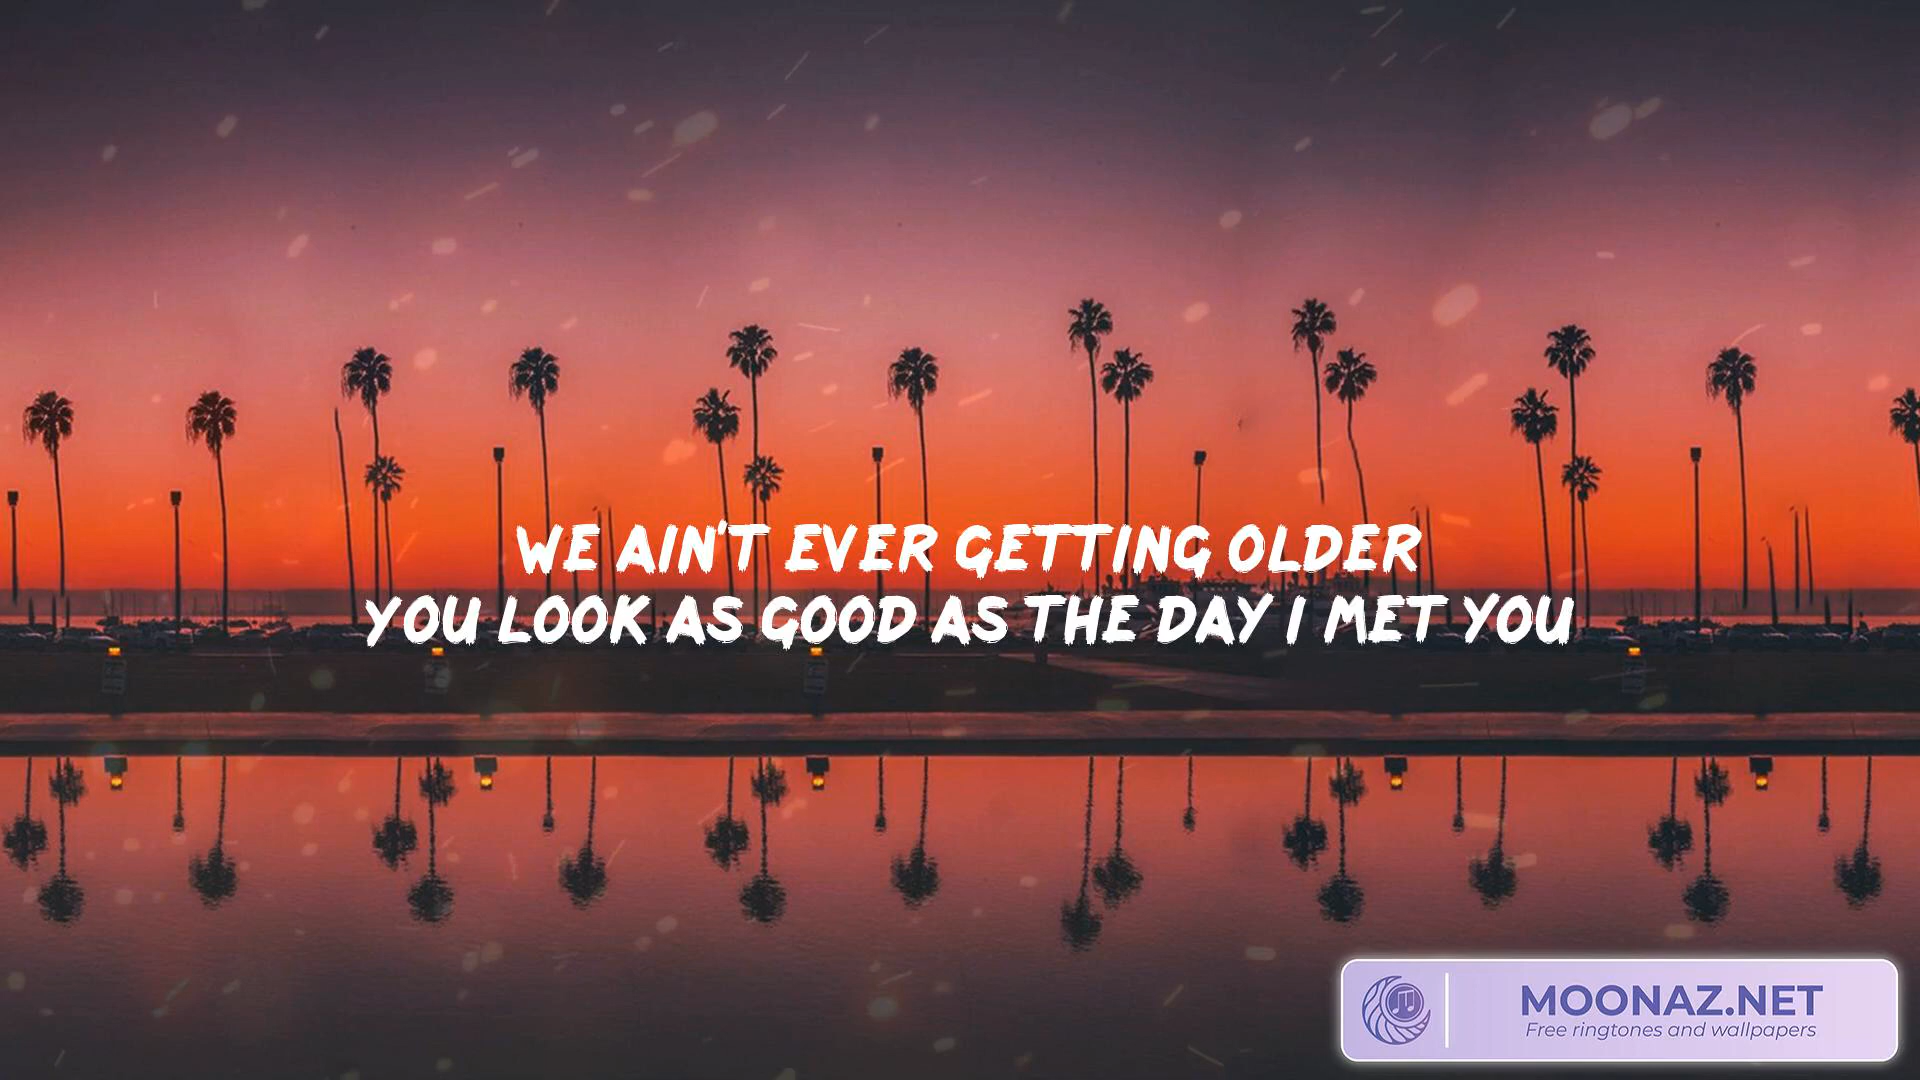 WE AIN'T EVER GETTING OLDER
YOU LOOK AS GOOD AS THE DAY I MET YOU
MOONAZ.NET
Free ringtones and wallpapers